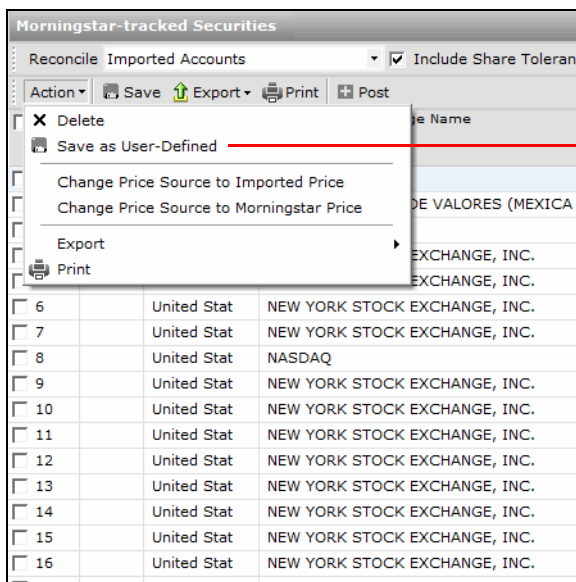 Morningstar-tracked Securities
Reconcile Imported Accounts Include Share Toleran
Action Save Export Print Post
ge Name
Delete
Save as User-Defined
Change Price Source to Imported Price
DE VALORES (MEXICA
Change Price Source to Morningstar Price
Export
EXCHANGE, INC.
Print
EXCHANGE, INC.
6 United Stat NEW YORK STOCK EXCHANGE, INC.
7 United Stat NEW YORK STOCK EXCHANGE, INC.
8 United Stat NASDAQ
9 United Stat NEW YORK STOCK EXCHANGE, INC.
10 United Stat NEW YORK STOCK EXCHANGE, INC.
11 United Stat NEW YORK STOCK EXCHANGE, INC.
12 United Stat NEW YORK STOCK EXCHANGE, INC.
13 United Stat NEW YORK STOCK EXCHANGE, INC.
14 United Stat NEW YORK STOCK EXCHANGE, INC.
15 United Stat NEW YORK STOCK EXCHANGE, INC.
16 United Stat NEW YORK STOCK EXCHANGE, INC.